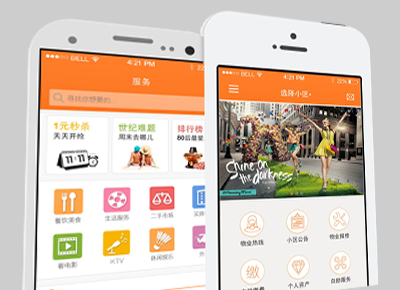 BELL 4:21 PM
服务
寻找你想要的...
1元秒杀
天天开抢
11·11
世纪难题
周末去哪儿
排行榜
80后最爱
餐饮美食
生活服务
二手市场
看电影
KTV
休闲娱乐
BELL 4:21 PM 22%
选择小区
Shine on
the darkness
物业热线
小区公告
物业报修
缴
个人资产
自助服务